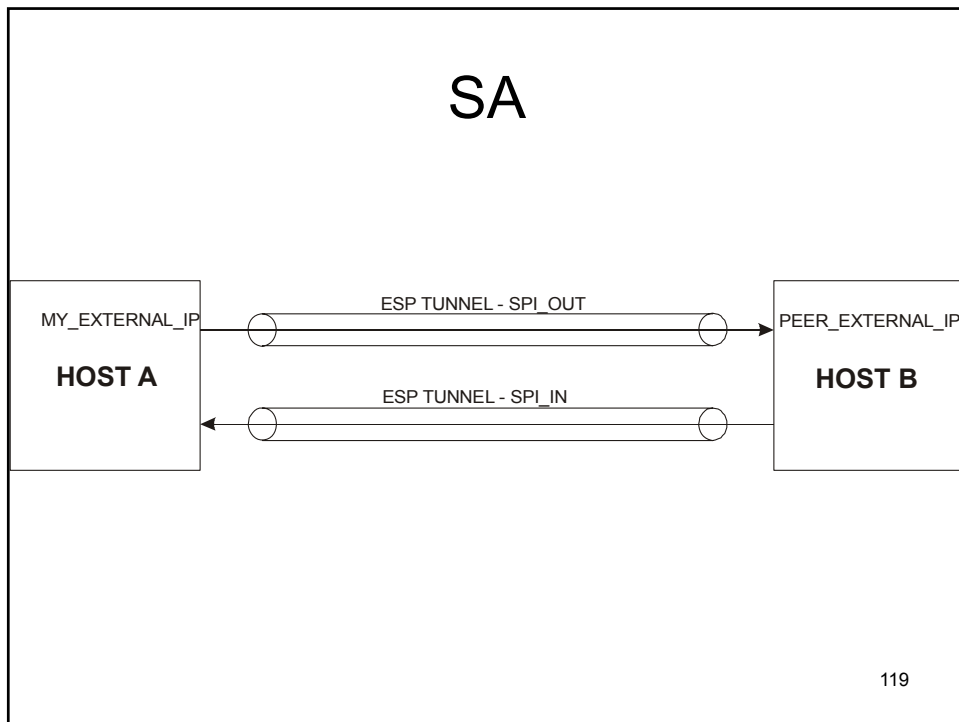 SA
ESP TUNNEL - SPI_OUT
MY_EXTERNAL_IP
PEER_EXTERNAL_IP
HOST A
HOST B
ESP TUNNEL - SPI_IN
119